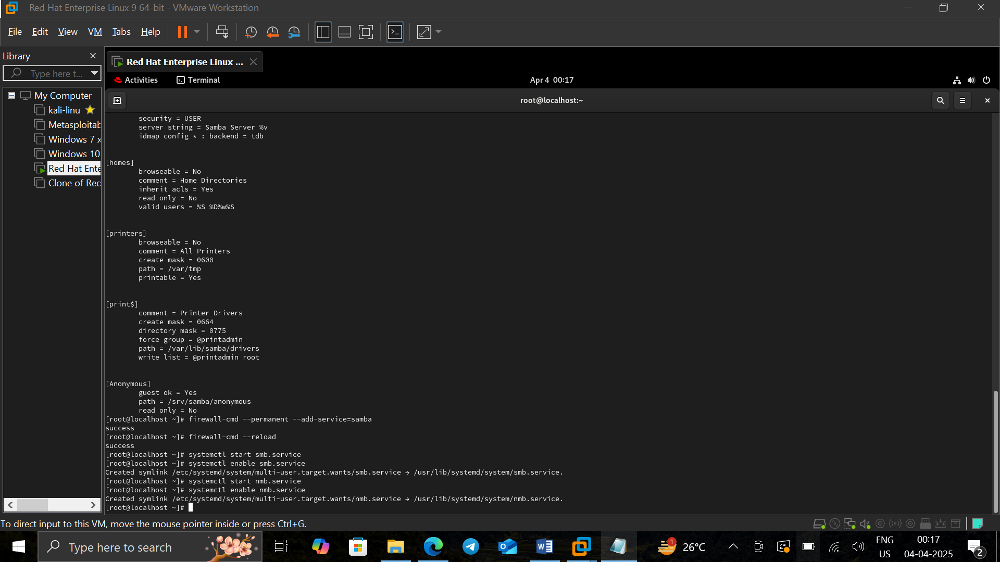 Red Hat Enterprise Linux 9 64-bit - VMware Workstation
File Edit View VM Tabs Help
Library
Type here t...
My Computer
kali-linu
Metasploitab
Windows 7 x
Windows 10
Red Hat Ente
Clone of Red
Red Hat Enterprise Linux ...
Activities Terminal Apr 4 00:17
root@localhost:~
security = USER
server string = Samba Server %v
idmap config * : backend = tdb
[homes]
browseable = No
comment = Home Directories
inherit acls = Yes
read only = No
valid users = %S %D%w%S
[printers]
browseable = No
comment = All Printers
create mask = 0600
path = /var/tmp
printable = Yes
[print$]
comment = Printer Drivers
create mask = 0664
directory mask = 0775
force group = @printadmin
path = /var/lib/samba/drivers
write list = @printadmin root
[Anonymous]
guest ok = Yes
path = /srv/samba/anonymous
read only = No
[root@localhost ~]# firewall-cmd --permanent --add-service=samba
success
[root@localhost ~]# firewall-cmd --reload
success
[root@localhost ~]# systemctl start smb.service
[root@localhost ~]# systemctl enable smb.service
Created symlink /etc/systemd/system/multi-user.target.wants/smb.service → /usr/lib/systemd/system/smb.service.
[root@localhost ~]# systemctl start nmb.service
[root@localhost ~]# systemctl enable nmb.service
Created symlink /etc/systemd/system/multi-user.target.wants/nmb.service → /usr/lib/systemd/system/nmb.service.
[root@localhost ~]#
To direct input to this VM, move the mouse pointer inside or press Ctrl+G.
Type here to search
1
26°C
ENG
US
00:17
04-04-2025
2